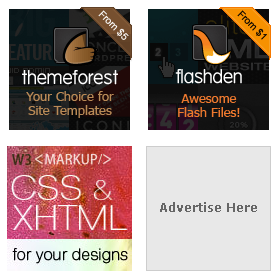 From $5
themeforest
Your Choice for
Site Templates
From $1
flashden
Awesome
Flash Files!
W3 <MARKUP/>
CSS &
XHTML
for your designs
Advertise Here